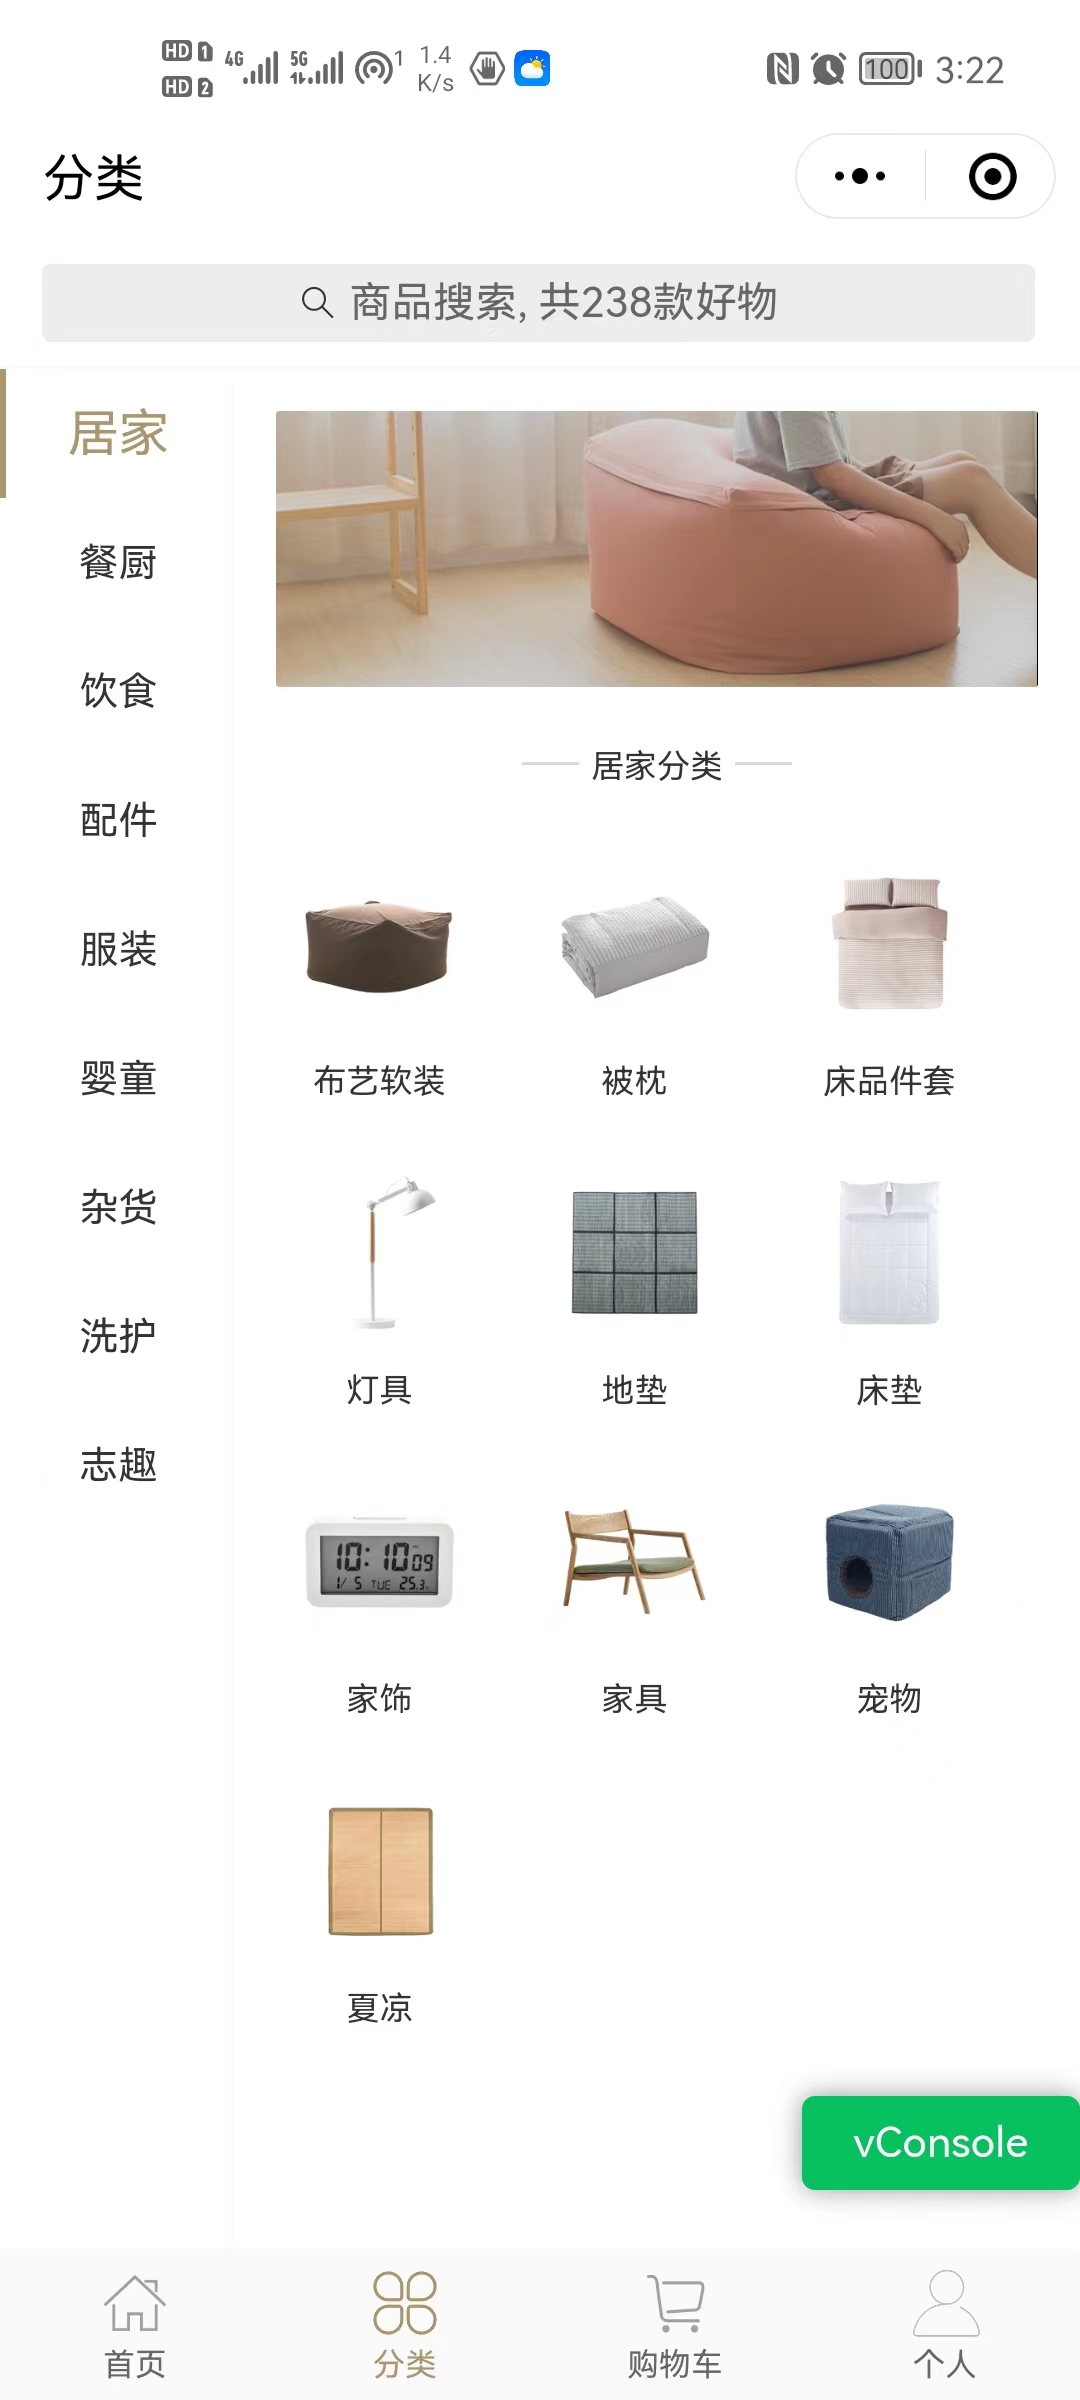 HD 1 4G 5G 1 1.4 100 3:22
HD 2 K/s
分类
商品搜索, 共238款好物
居家
餐厨
饮食
配件
服装
婴童
杂货
洗护
志趣
居家分类
布艺软装 被枕 床品件套
灯具 地垫 床垫
10:10 09
1/5 TUE 25.3
家饰 家具 宠物
夏凉
vConsole
首页 分类 购物车 个人